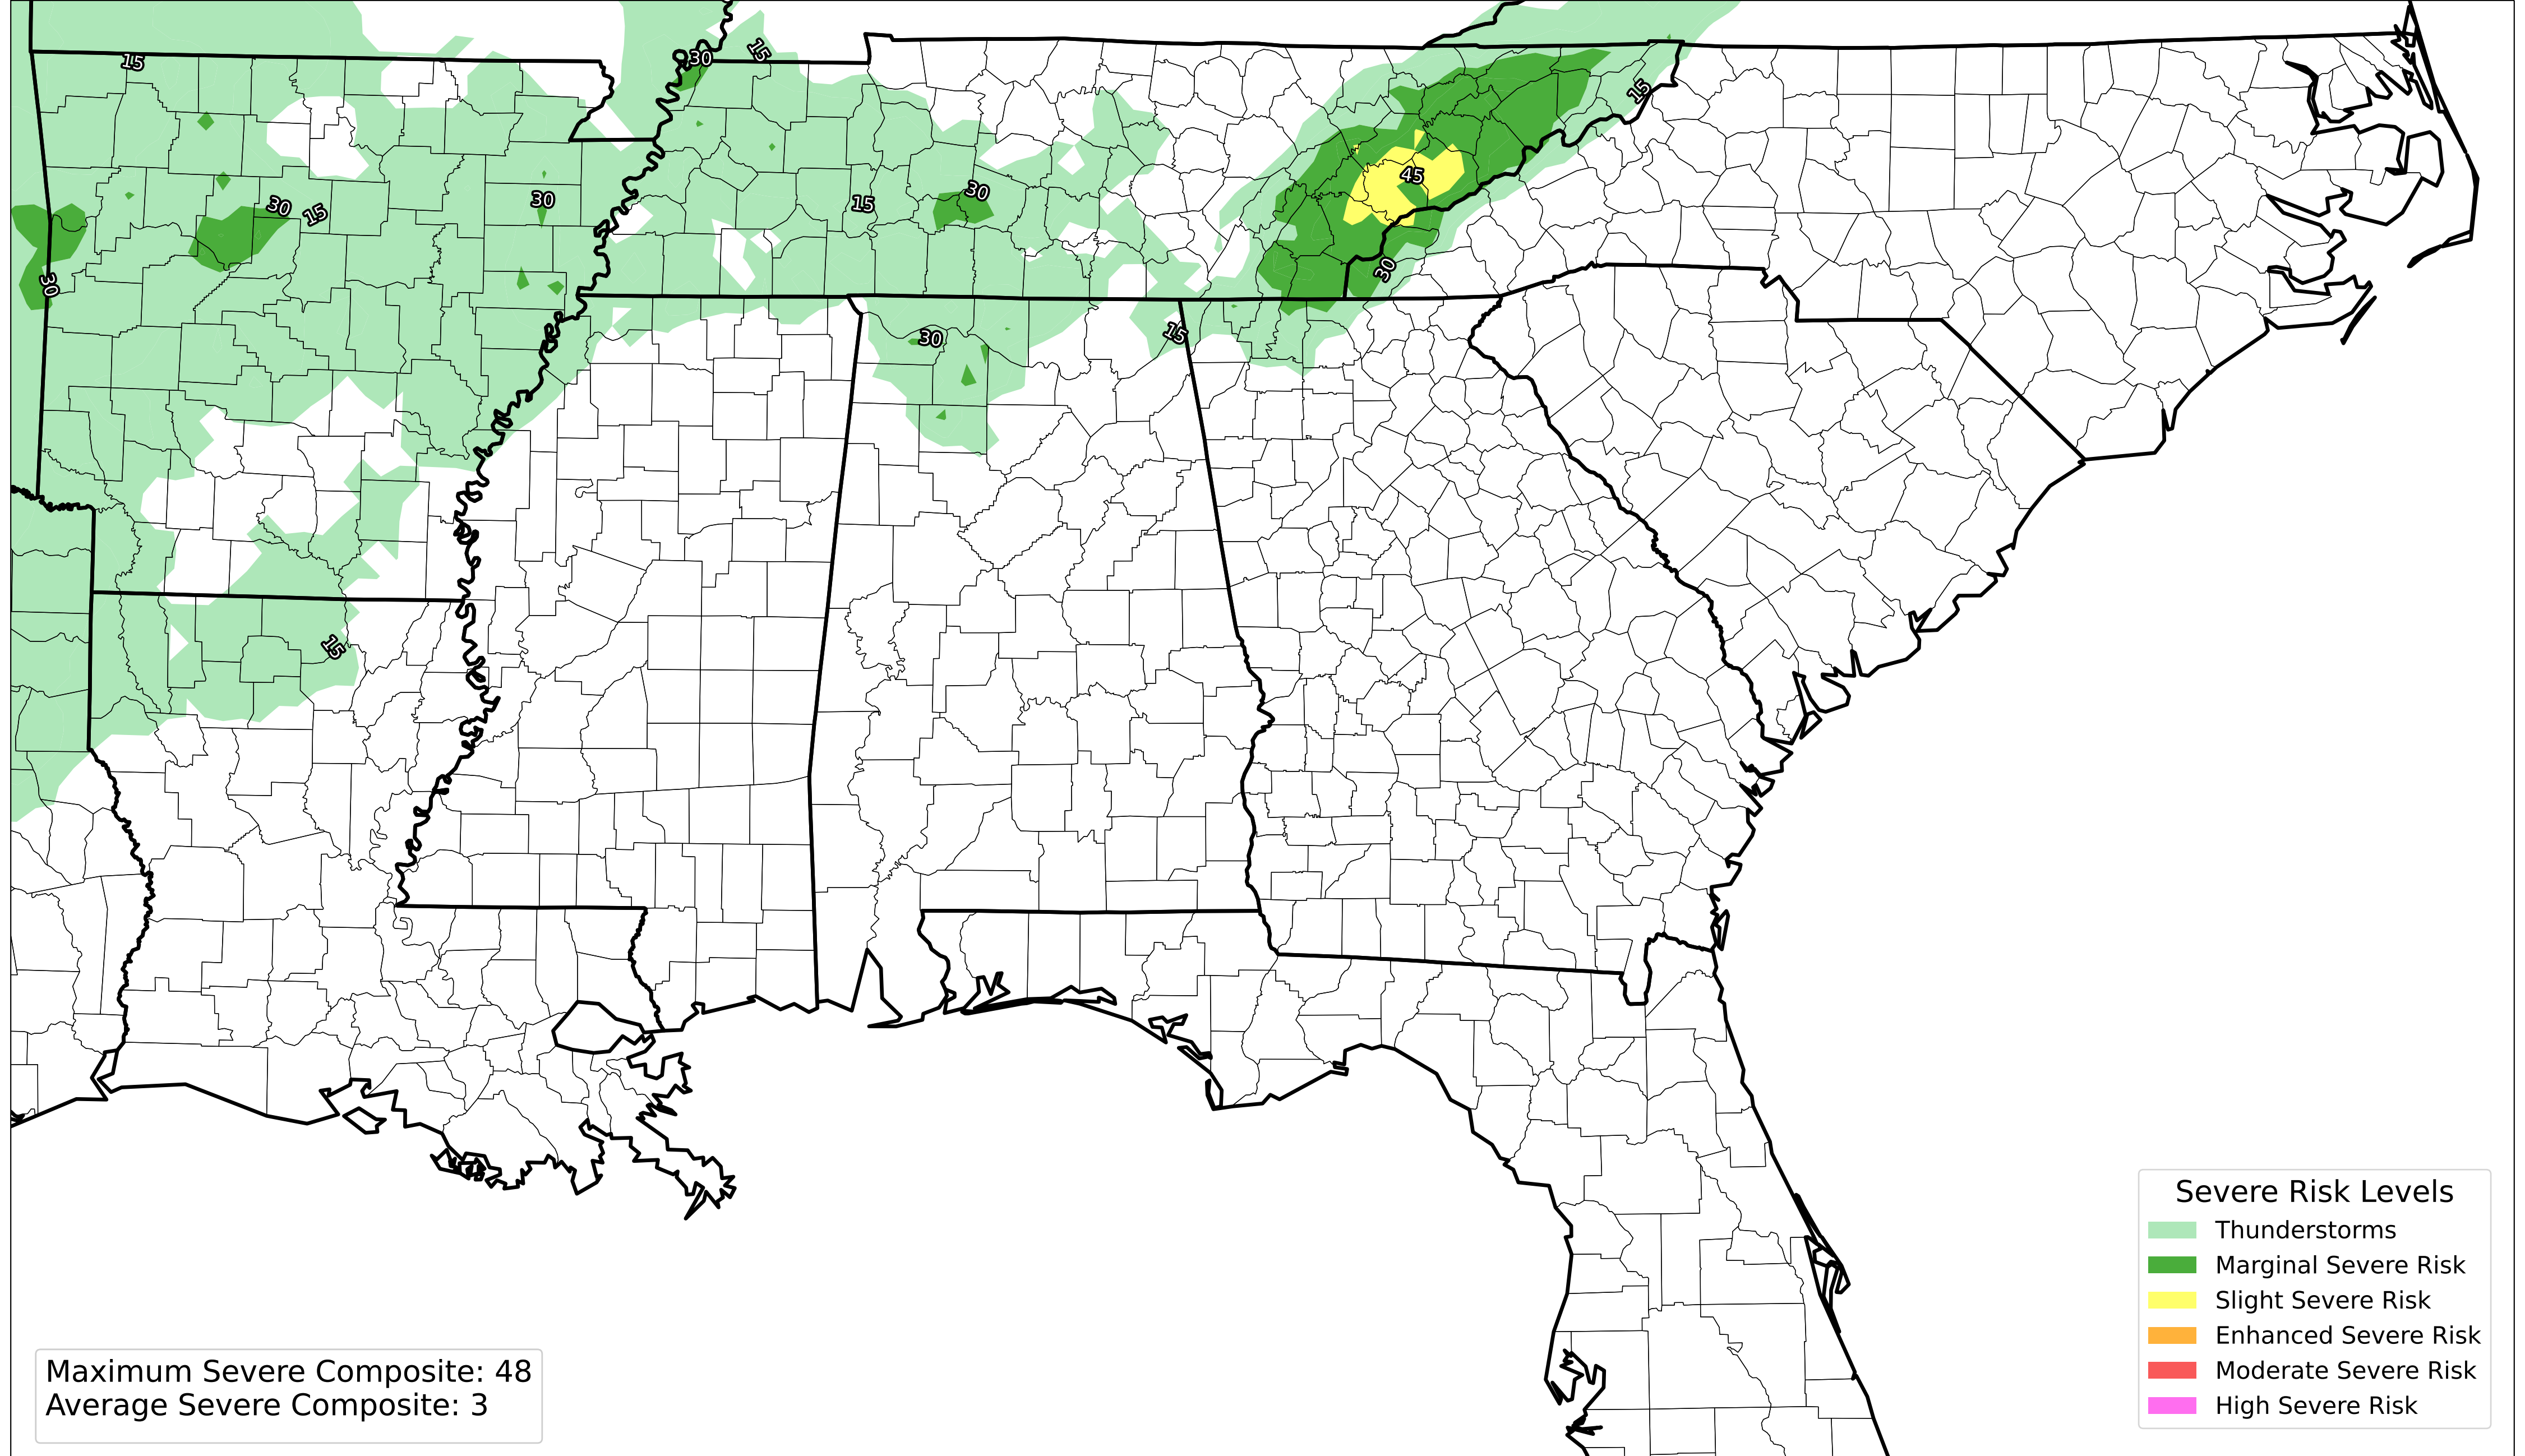 15
30
15
15
30
15
30
30
15
30
45
15
30
30
30
15
15
Severe Risk Levels
Thunderstorms
Marginal Severe Risk
Slight Severe Risk
Enhanced Severe Risk
Moderate Severe Risk
High Severe Risk
Maximum Severe Composite: 48
Average Severe Composite: 3